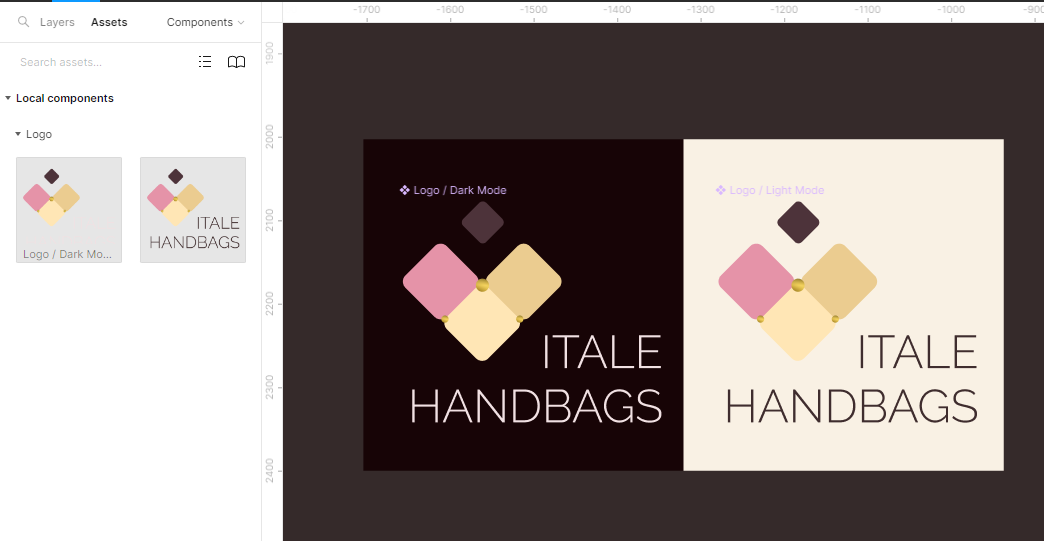 Layers Assets Components
Search assets...
Local components
Logo
Logo / Dark Mo...
ITALE
HANDBAGS
-1700 -1600 -1500 -1400 -1300 -1200 -1100 -1000 -900
1900
2000
2100
2200
2300
2400
Logo / Dark Mode
ITALE
HANDBAGS
Logo / Light Mode
ITALE
HANDBAGS